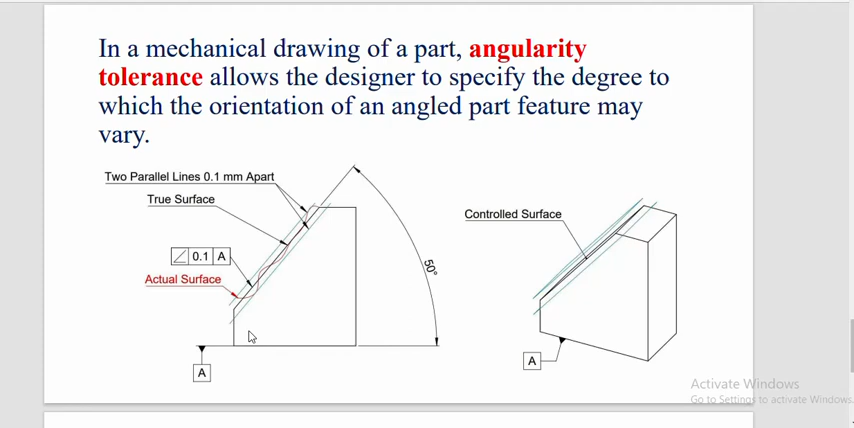 In a mechanical drawing of a part, angularity
tolerance allows the designer to specify the degree to
which the orientation of an angled part feature may
vary.
Two Parallel Lines 0.1 mm Apart
True Surface
∠ 0.1 A
Actual Surface
50°
A
Controlled Surface
A
Activate Windows
Go to Settings to activate Windows.